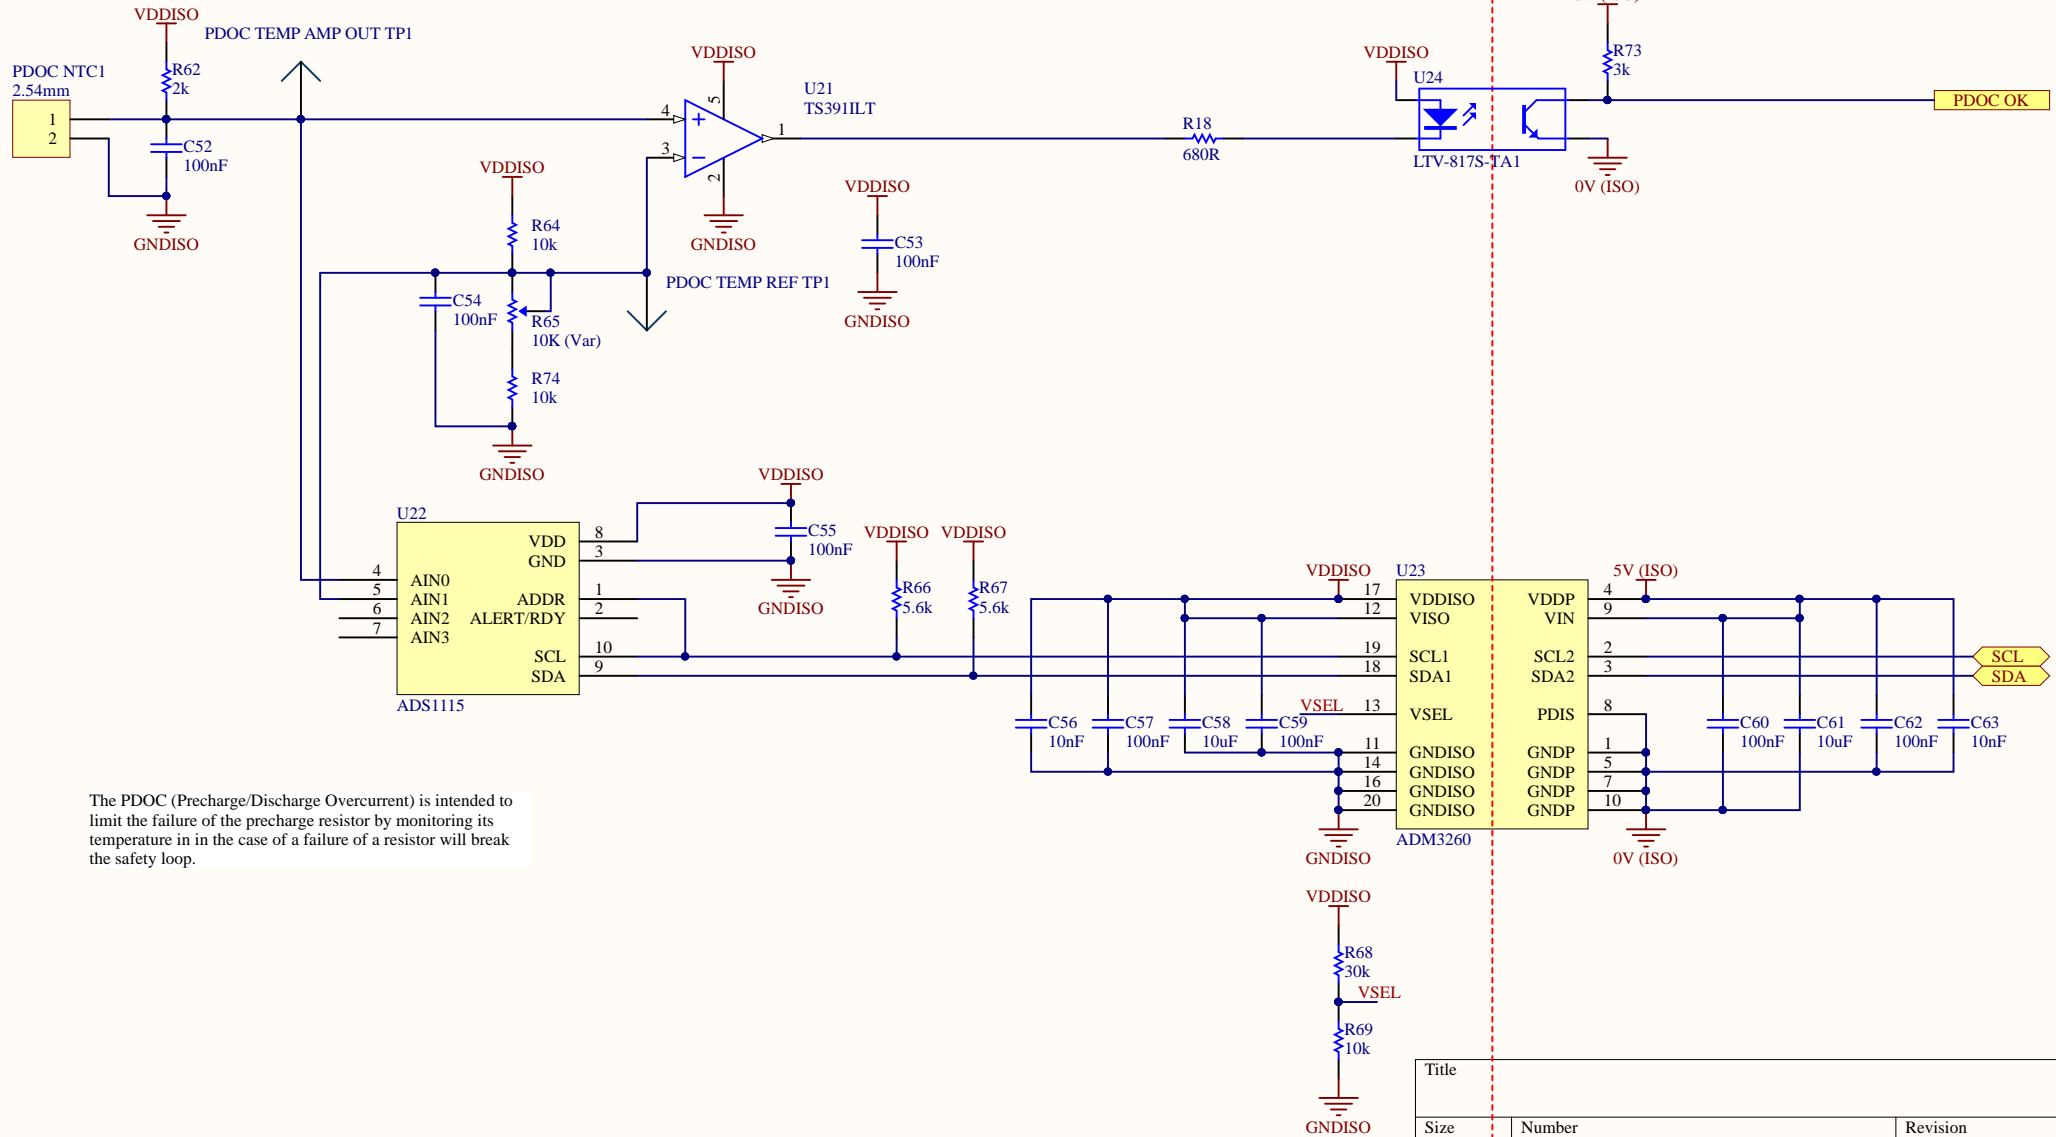 VDDISO
PDOC TEMP AMP OUT TP1
PDOC NTC1
2.54mm
1
2
R62
2k
C52
100nF
GNDISO
VDDISO
U21
TS391ILT
4
3
5
2
1
GNDISO
VDDISO
R64
10k
C54
100nF
R65
10K (Var)
R74
10k
GNDISO
PDOC TEMP REF TP1
VDDISO
C53
100nF
GNDISO
R18
680R
VDDISO
U24
LTV-817S-TA1
R73
3k
PDOC OK
0V (ISO)
U22
4 AIN0
5 AIN1
6 AIN2
7 AIN3
VDD 8
GND 3
ADDR 1
ALERT/RDY 2
SCL 10
SDA 9
ADS1115
VDDISO
C55
100nF
GNDISO
VDDISO
VDDISO
R66
5.6k
R67
5.6k
VDDISO
U23
17 VDDISO
12 VISO
19 SCL1
18 SDA1
VSEL 13 VSEL
11 GNDISO
14 GNDISO
16 GNDISO
20 GNDISO
VDDP 4
VIN 9
SCL2 2
SDA2 3
PDIS 8
GNDP 1
GNDP 5
GNDP 7
GNDP 10
ADM3260
5V (ISO)
SCL
SDA
C56
10nF
C57
100nF
C58
10uF
C59
100nF
C60
100nF
C61
10uF
C62
100nF
C63
10nF
GNDISO
0V (ISO)
The PDOC (Precharge/Discharge Overcurrent) is intended to
limit the failure of the precharge resistor by monitoring its
temperature in in the case of a failure of a resistor will break
the safety loop.
VDDISO
R68
30k
VSEL
R69
10k
GNDISO
Title
Size
Number
Revision